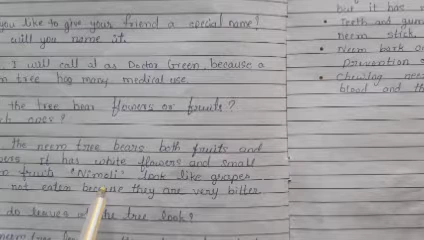 you like to give your friend a special name?
will you name it.
I will call it as Doctor Green, because a
tree has many medical use.
the tree bear flowers or fruits?
the neem tree bears both fruits and
it has white flowers and small
fruits "Nimoli" look like grapes
not eaten because they are very bitter
do leaves of the tree look?
but it has
• Teeth and gum
neem stick.
• Neem bark
prevention
• Chewing
blood and